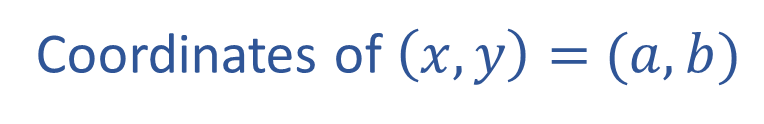 Coordinates of (x, y) = (a, b)